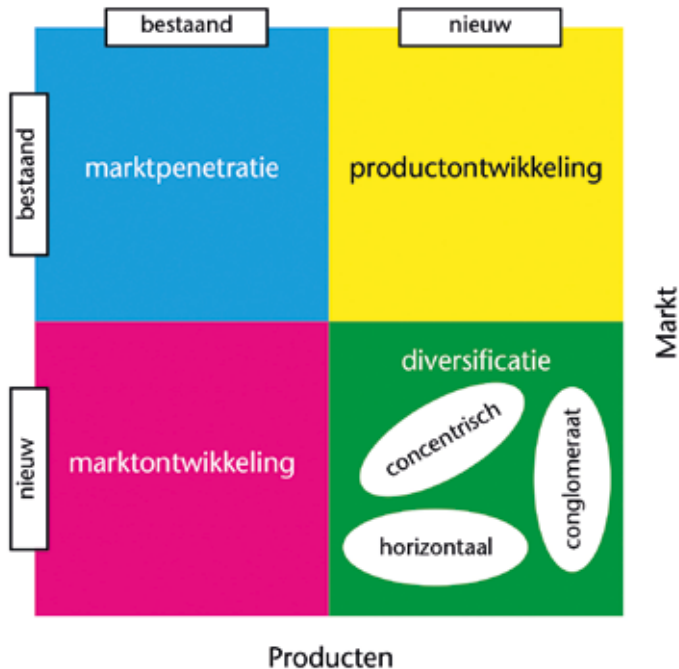 bestaand
nieuw
bestaand
marktpenetratie
productontwikkeling
Markt
diversificatie
concentrisch
conglomeraat
nieuw
marktontwikkeling
horizontaal
Producten